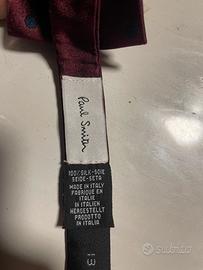 Paul Smith
100% SILK-SOIE
SEIDE-SETA
MADE IN ITALY
FABRIQUE EN
ITALIE
IN ITALIEN
HERGESTELLT
PRODOTTO
IN ITALIA
subito